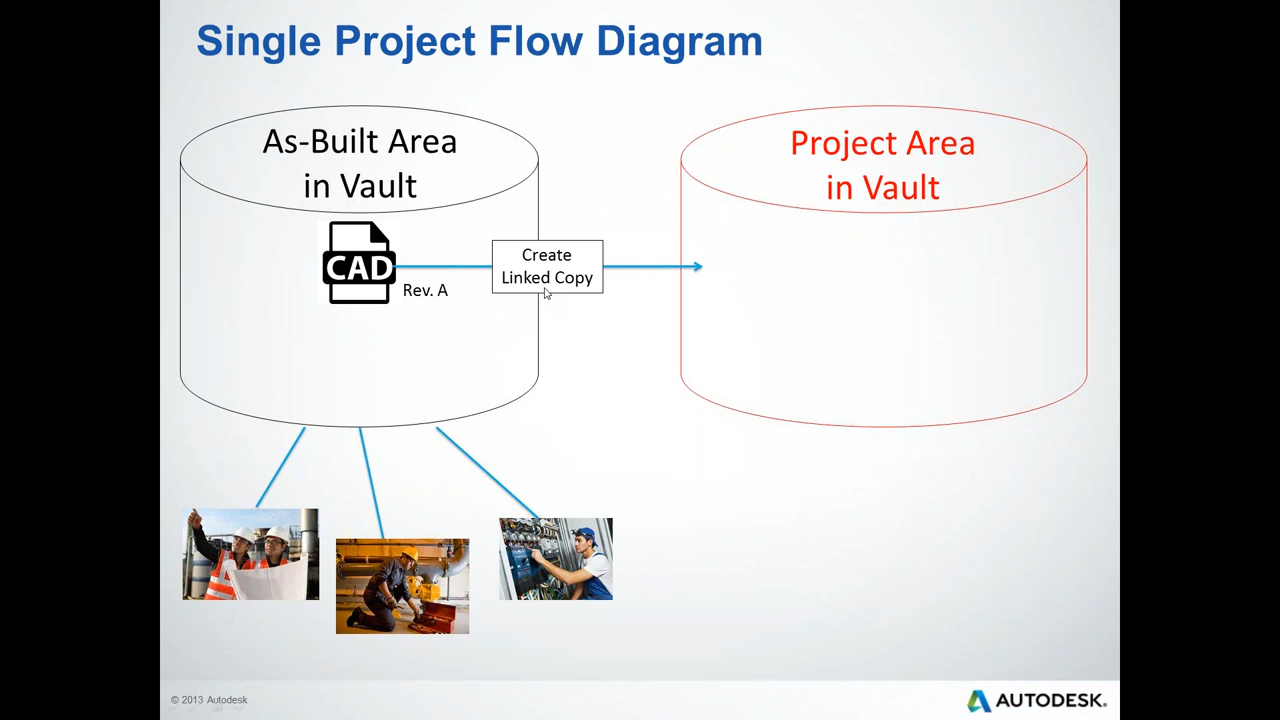 Single Project Flow Diagram
As-Built Area
in Vault
Project Area
in Vault
CAD
Rev. A
Create
Linked Copy
© 2013 Autodesk
AUTODESK.